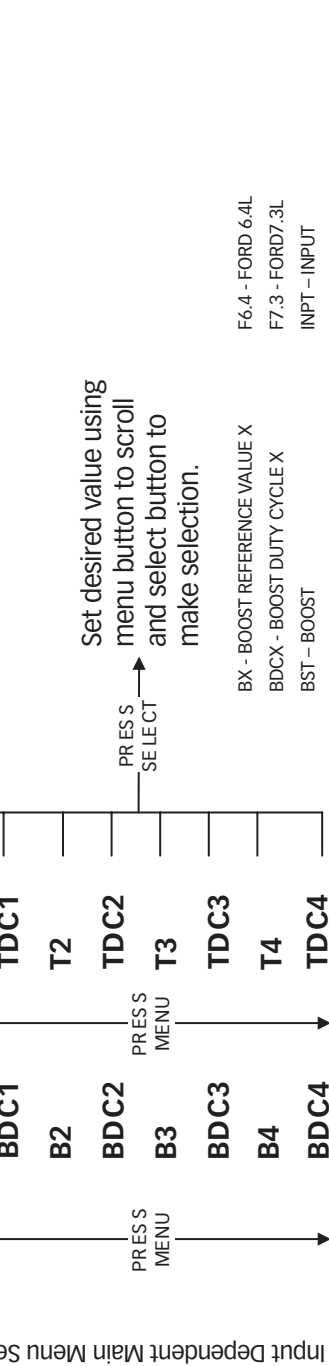 Input Dependent Main Menu
PRESS
MENU
BDC1
B2
BDC2
B3
BDC3
B4
BDC4
PRESS
MENU
TDC1
T2
TDC2
T3
TDC3
T4
TDC4
PRESS
SELECT
Set desired value using
menu button to scroll
and select button to
make selection.
BX - BOOST REFERENCE VALUE X
BDCX - BOOST DUTY CYCLE X
BST – BOOST
F6.4 - FORD 6.4L
F7.3 - FORD7.3L
INPT – INPUT